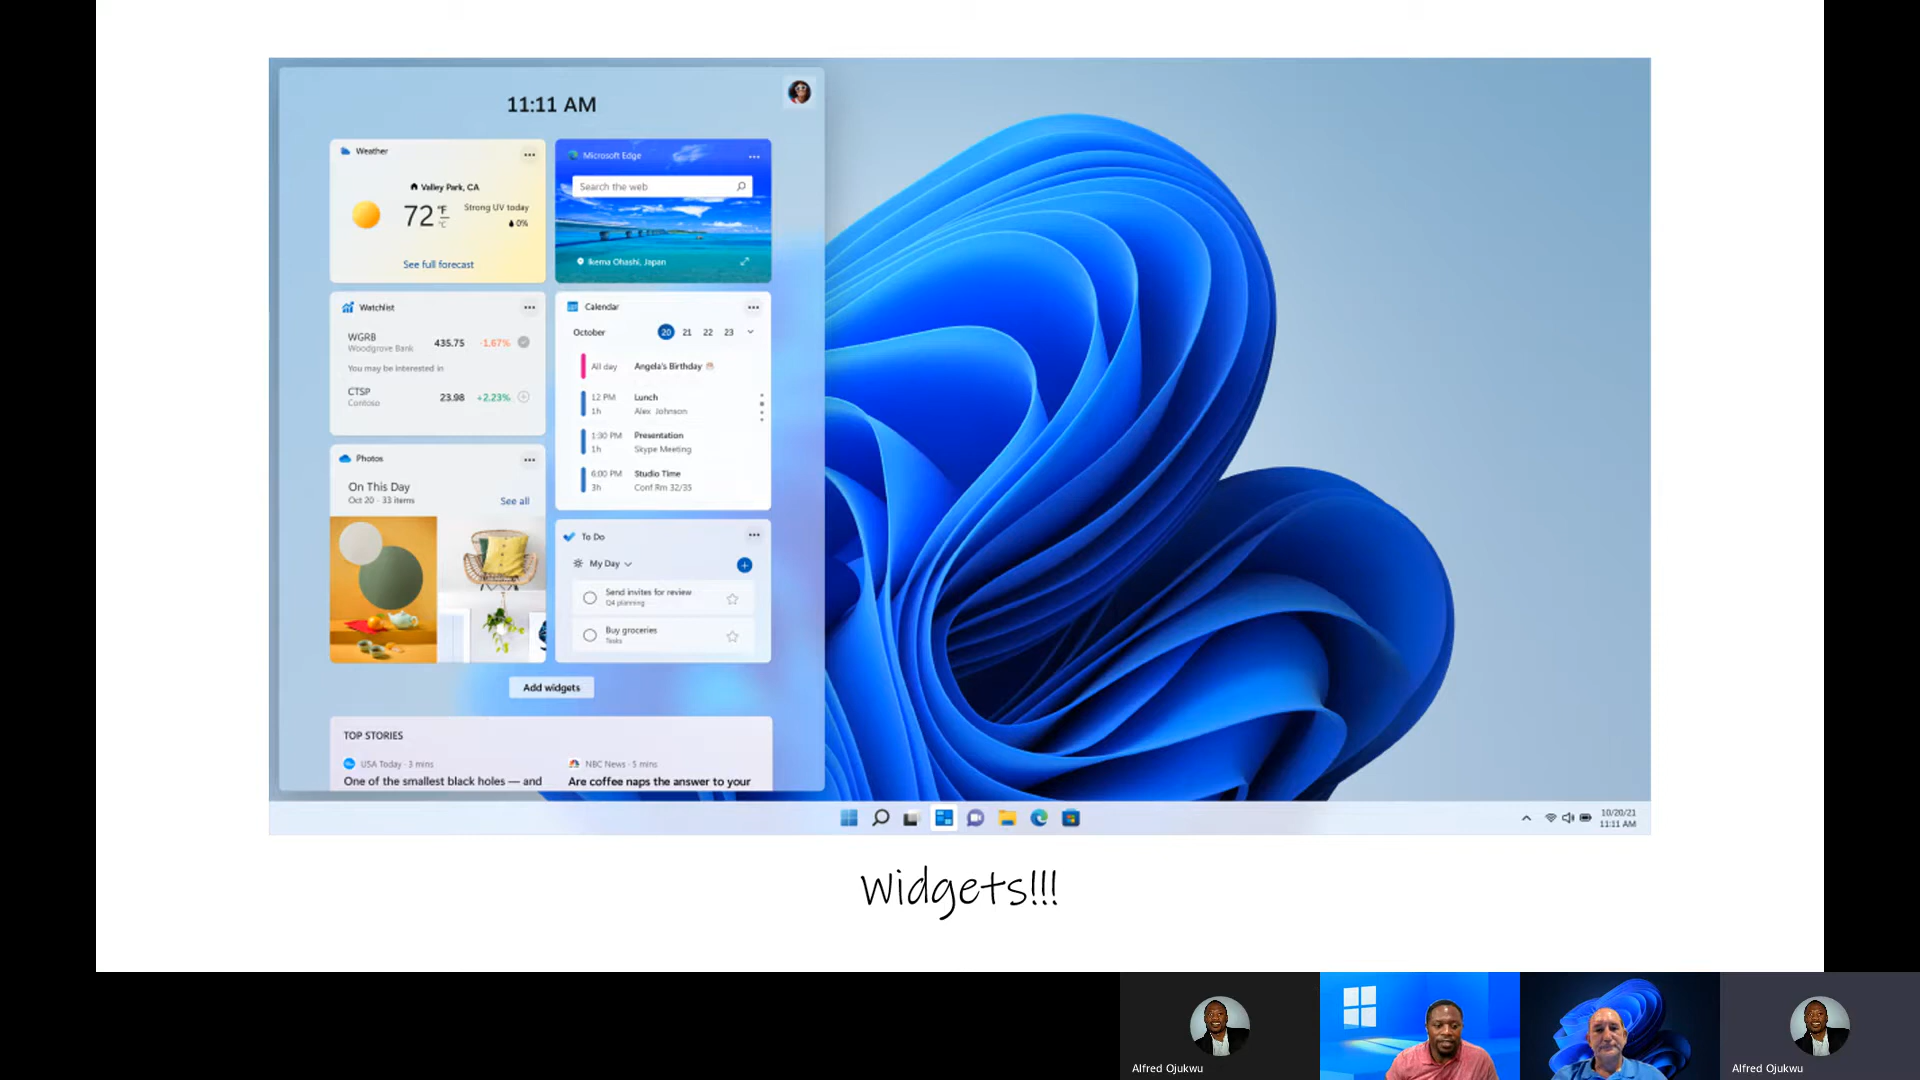 11:11 AM
Weather
Valley Park, CA
72 °F
°C
Strong UV today
0%
See full forecast
Microsoft Edge
Search the web
Ikema Ohashi, Japan
Watchlist
WGRB
Woodgrove Bank
435.75
-1.67%
You may be interested in
CTSP
Contoso
23.98
+2.23%
Calendar
October
20 21 22 23
All day Angela's Birthday
12 PM Lunch
1h Alex Johnson
1:30 PM Presentation
1h Skype Meeting
6:00 PM Studio Time
3h Conf Rm 32/35
Photos
On This Day
Oct 20 · 33 items
See all
To Do
My Day
Send invites for review
Q4 planning
Buy groceries
Tasks
Add widgets
TOP STORIES
USA Today · 3 mins
One of the smallest black holes — and
NBC News · 5 mins
Are coffee naps the answer to your
10/20/21
11:11 AM
Widgets!!!
Alfred Ojukwu
Alfred Ojukwu